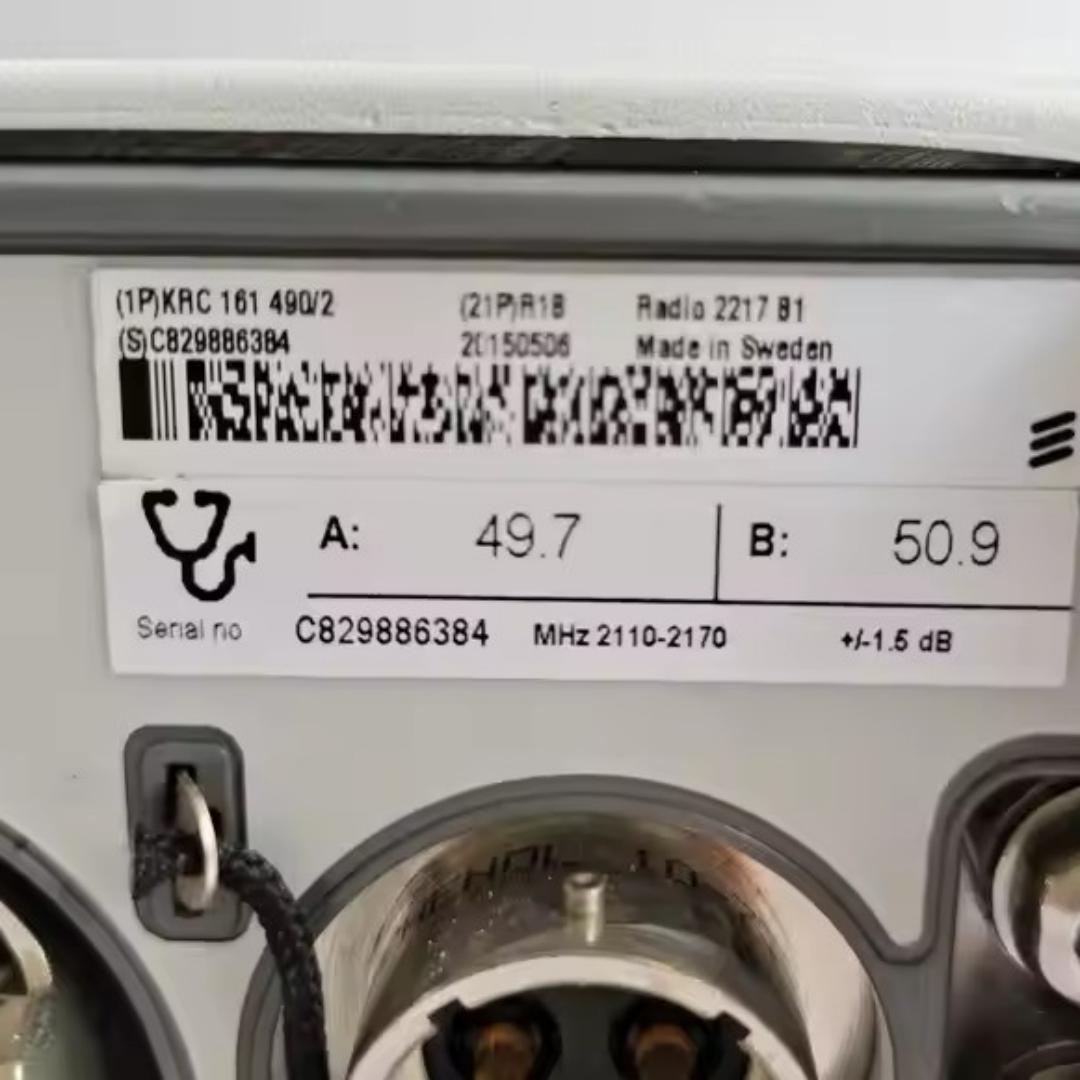 (1P)KRC 161 490/2 (21P)R1B Radio 2217 B1
(S)C829886384 20150506 Made in Sweden
A: 49.7 B: 50.9
Serial no C829886384 MHz 2110-2170 +/-1.5 dB